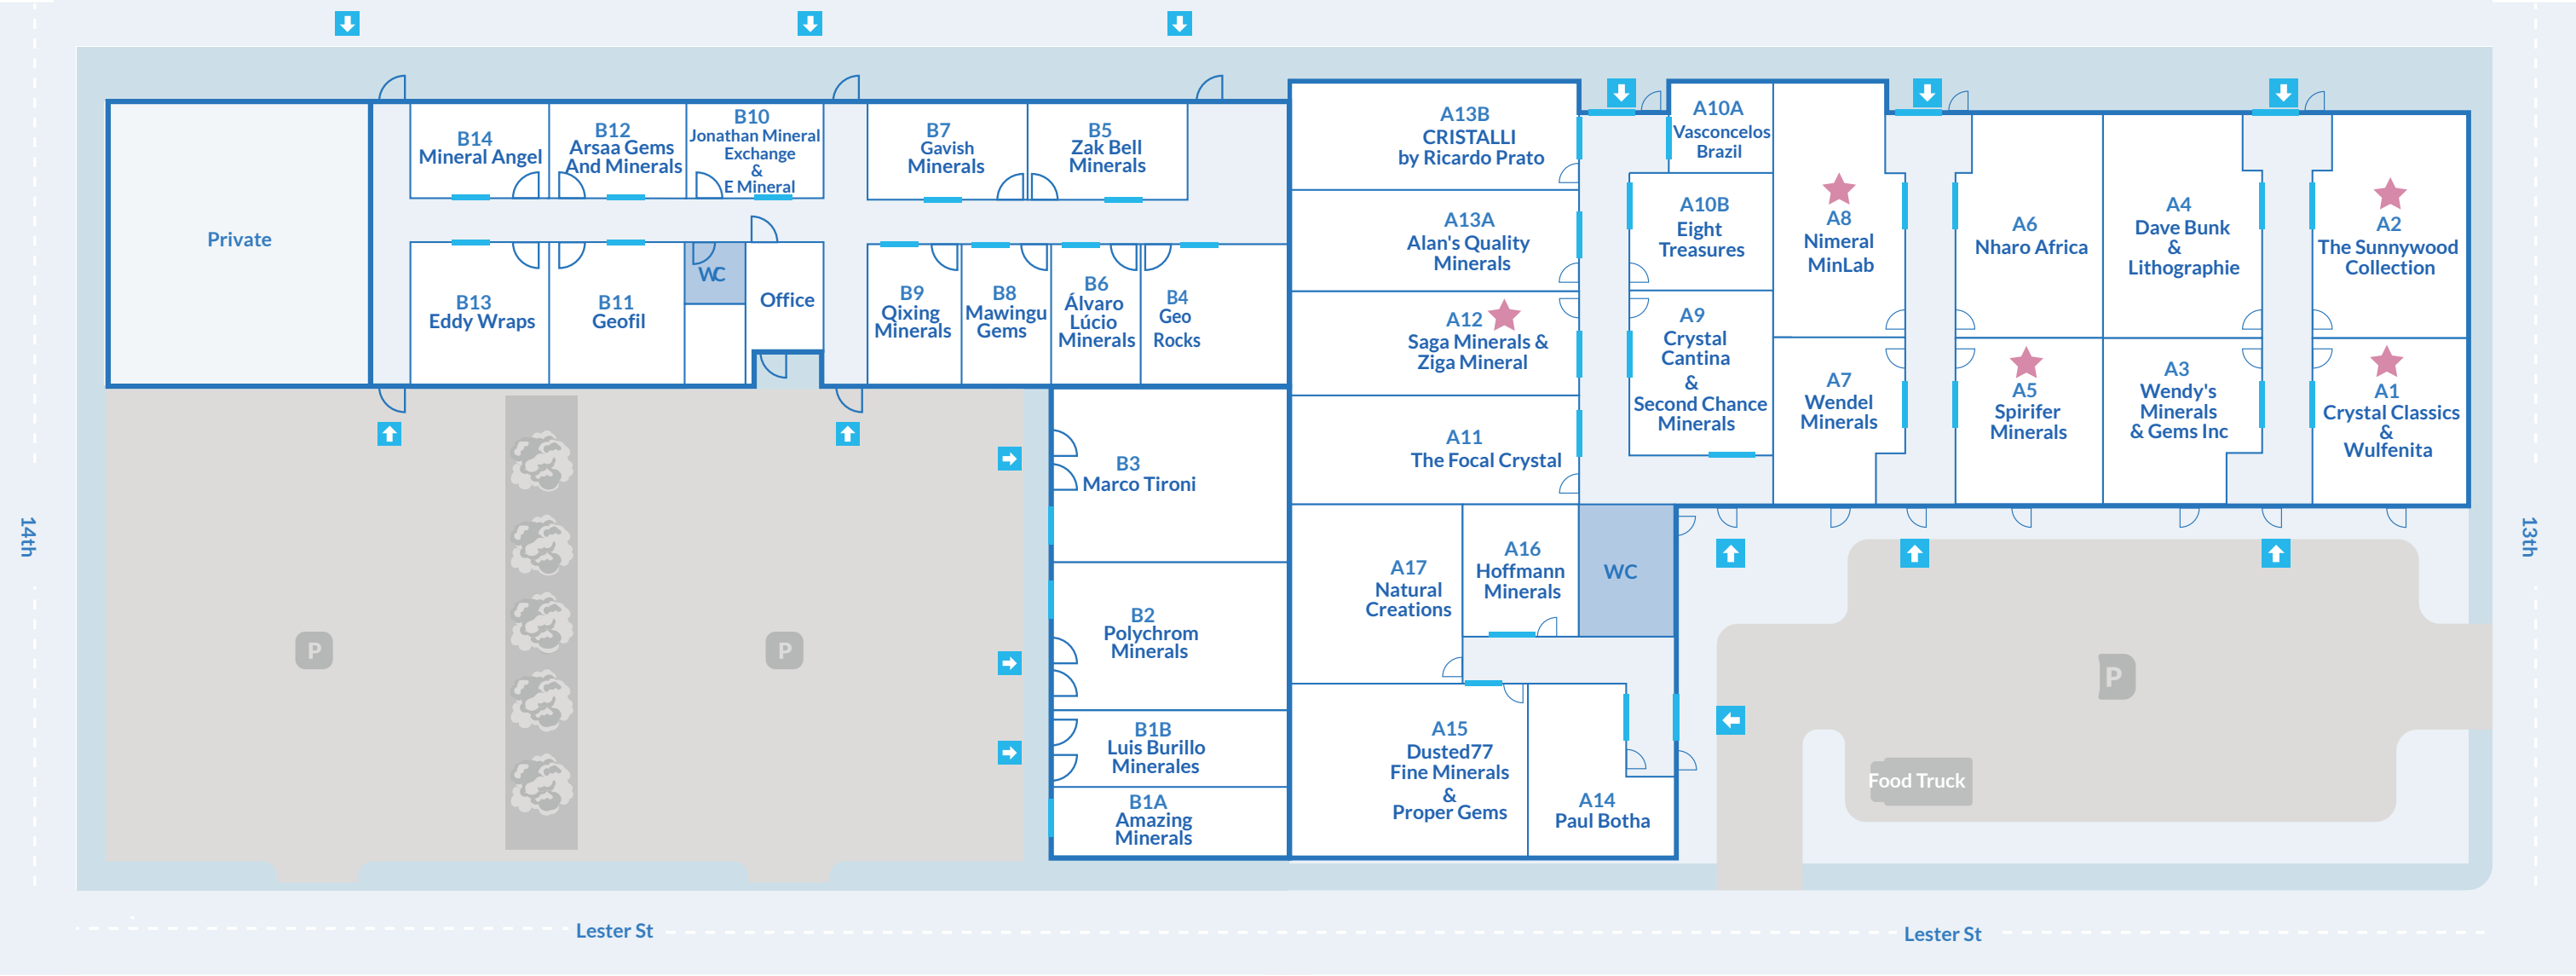 Private
B14
Mineral Angel
B12
Arsaa Gems
And Minerals
B10
Jonathan Mineral
Exchange
&
E Mineral
B7
Gavish
Minerals
B5
Zak Bell
Minerals
B13
Eddy Wraps
B11
Geofil
WC
Office
B9
Qixing
Minerals
B8
Mawingu
Gems
B6
Álvaro
Lúcio
Minerals
B4
Geo
Rocks
B3
Marco Tironi
B2
Polychrom
Minerals
B1B
Luis Burillo
Minerales
B1A
Amazing
Minerals
A13B
CRISTALLI
by Ricardo Prato
A13A
Alan's Quality
Minerals
A12
Saga Minerals &
Ziga Mineral
A11
The Focal Crystal
A10A
Vasconcelos
Brazil
A10B
Eight
Treasures
A9
Crystal
Cantina
&
Second Chance
Minerals
A8
Nimeral
MinLab
A7
Wendel
Minerals
A6
Nharo Africa
A5
Spirifer
Minerals
A4
Dave Bunk
&
Lithographie
A3
Wendy's
Minerals
& Gems Inc
A2
The Sunnywood
Collection
A1
Crystal Classics
&
Wulfenita
A17
Natural
Creations
A16
Hoffmann
Minerals
WC
A15
Dusted77
Fine Minerals
&
Proper Gems
A14
Paul Botha
P
P
P
Food Truck
14th
13th
Lester St
Lester St